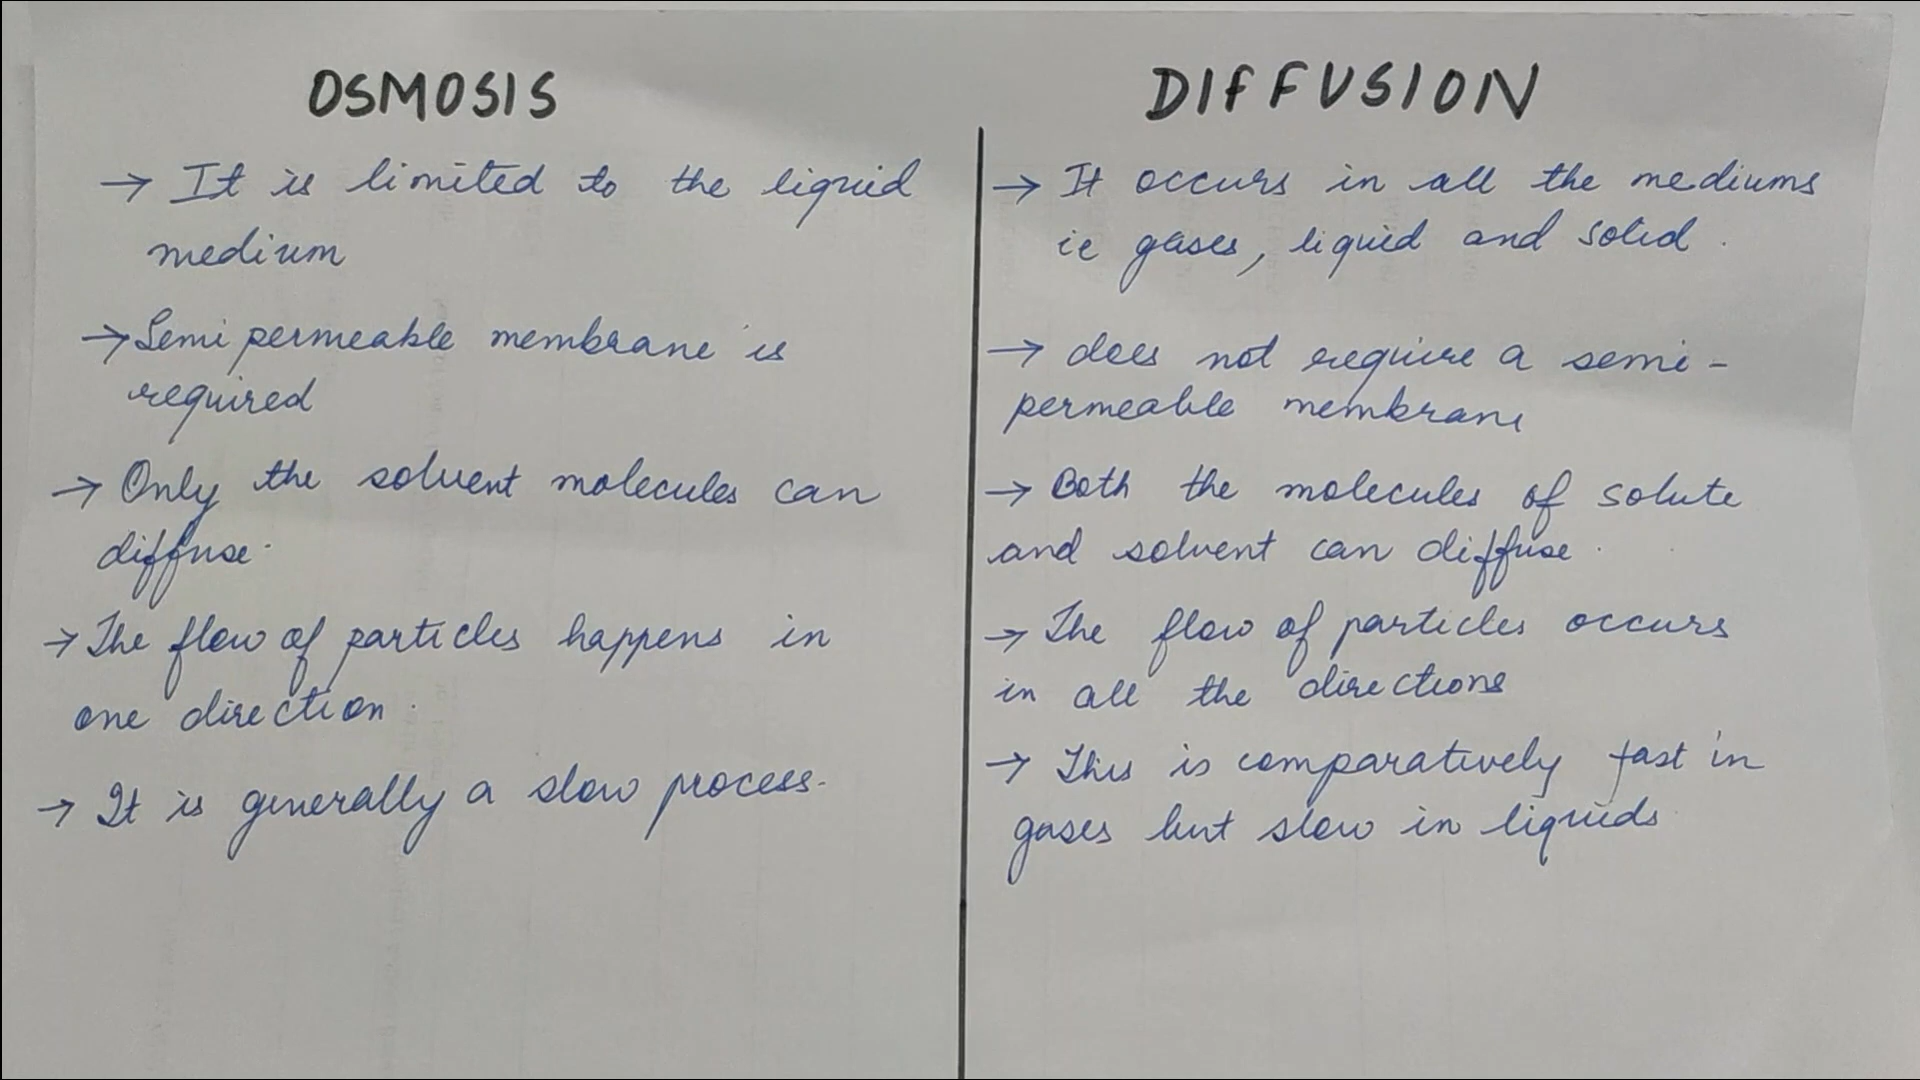 OSMOSIS
→ It is limited to the liquid
medium
→ Semi permeable membrane is
required
→ Only the solvent molecules can
diffuse.
→ The flow of particles happens in
one direction.
→ It is generally a slow process.
DIFFUSION
→ It occurs in all the mediums
ie gases, liquid and solid.
→ does not require a semi-
permeable membrane
→ Both the molecules of solute
and solvent can diffuse.
→ The flow of particles occurs
in all the directions
→ This is comparatively fast in
gases but slow in liquids